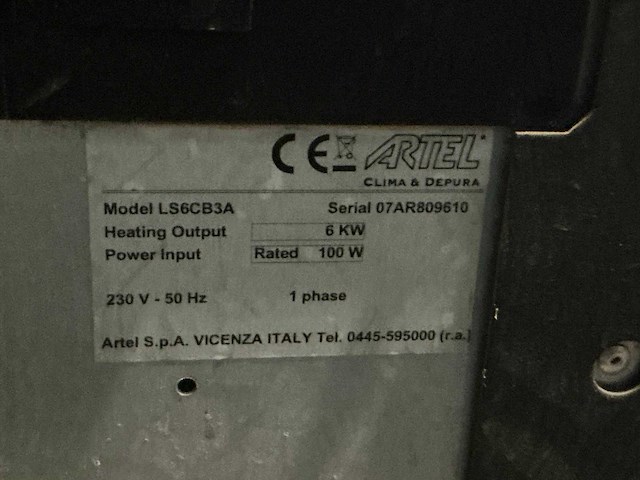 CE ARTEL
CLIMA & DEPURA
Model LS6CB3A Serial 07AR809610
Heating Output 6 KW
Power Input Rated 100 W
230 V - 50 Hz 1 phase
Artel S.p.A. VICENZA ITALY Tel. 0445-595000 (r.a.)